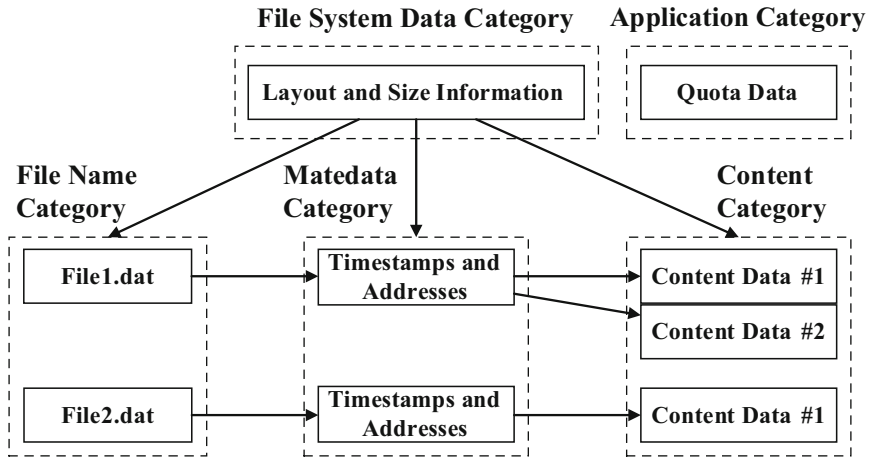 File System Data Category
Application Category
Layout and Size Information
Quota Data
File Name
Category
Matedata
Category
Content
Category
File1.dat
Timestamps and
Addresses
Content Data #1
Content Data #2
File2.dat
Timestamps and
Addresses
Content Data #1